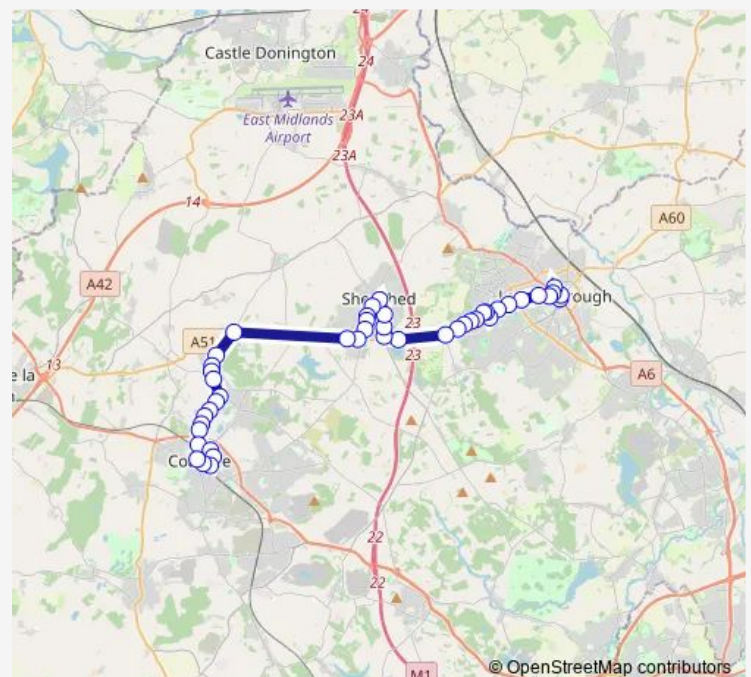 24
Castle Donington
24
East Midlands
Airport
23A
23A
14
A60
A42
23
A51
23
13
A6
22
22
M1
© OpenStreetMap contributors